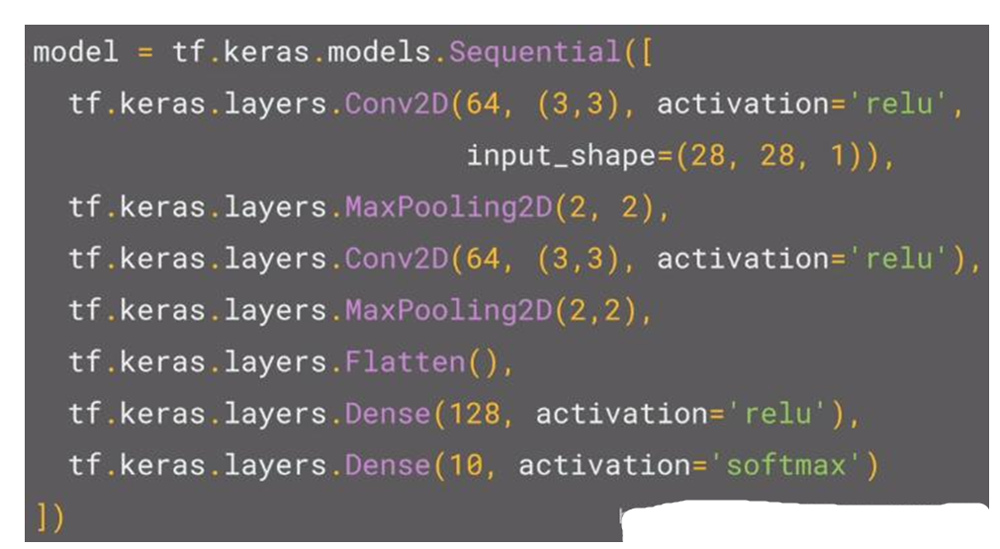 model = tf.keras.models.Sequential([
  tf.keras.layers.Conv2D(64, (3,3), activation='relu',
                         input_shape=(28, 28, 1)),
  tf.keras.layers.MaxPooling2D(2, 2),
  tf.keras.layers.Conv2D(64, (3,3), activation='relu'),
  tf.keras.layers.MaxPooling2D(2,2),
  tf.keras.layers.Flatten(),
  tf.keras.layers.Dense(128, activation='relu'),
  tf.keras.layers.Dense(10, activation='softmax')
])